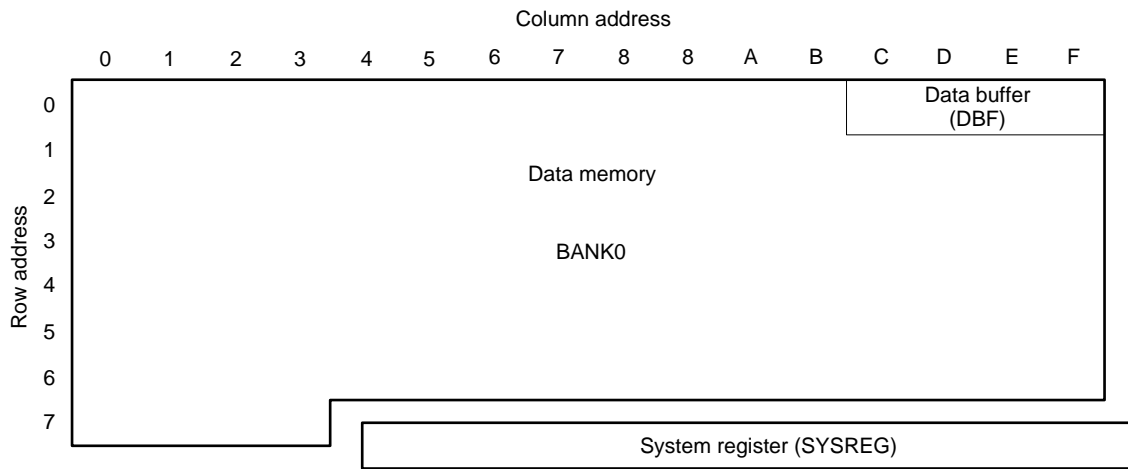 Column address
0 1 2 3 4 5 6 7 8 8 A B C D E F
0
Data buffer
(DBF)
1
Data memory
2
Row address
3
BANK0
4
5
6
7
System register (SYSREG)